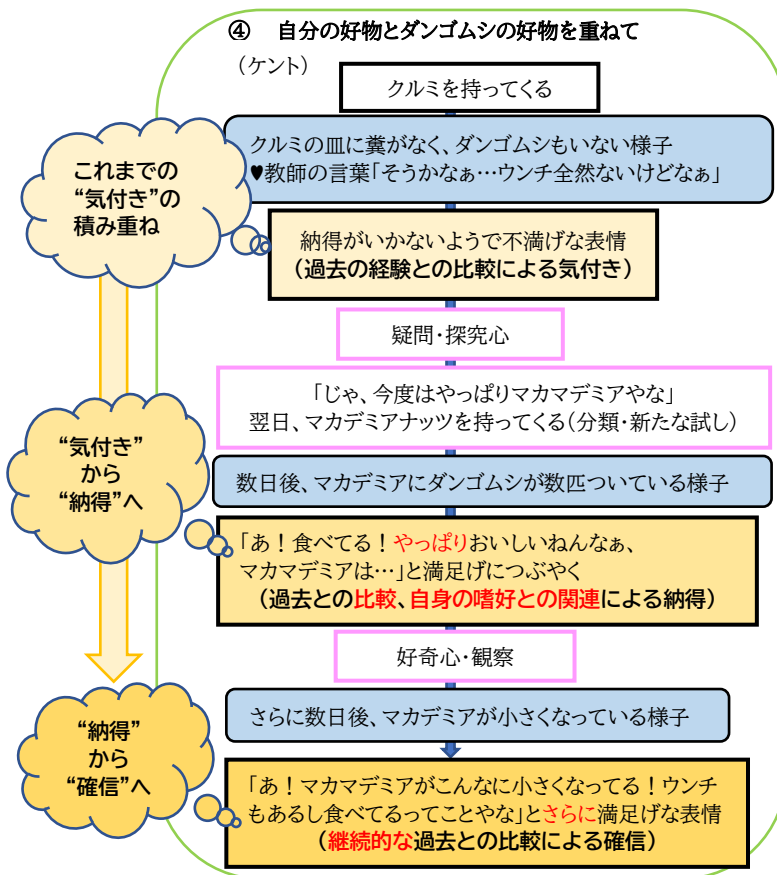 ④ 自分の好物とダンゴムシの好物を重ねて
（ケント）
クルミを持ってくる
クルミの皿に糞がなく、ダンゴムシもいない様子
♥教師の言葉「そうかなぁ…ウンチ全然ないけどなぁ」
これまでの
“気付き”の
積み重ね
納得がいかないようで不満げな表情
（過去の経験との比較による気付き）
疑問・探究心
「じゃ、今度はやっぱりマカマデミアやな」
翌日、マカデミアナッツを持ってくる（分類・新たな試し）
“気付き”
から
“納得”へ
数日後、マカデミアにダンゴムシが数匹ついている様子
「あ！食べてる！やっぱりおいしいねんなぁ、
マカマデミアは…」と満足げにつぶやく
（過去との比較、自身の嗜好との関連による納得）
好奇心・観察
さらに数日後、マカデミアが小さくなっている様子
“納得”
から
“確信”へ
「あ！マカマデミアがこんなに小さくなってる！ウンチ
もあるし食べてるってことやな」とさらに満足げな表情
（継続的な過去との比較による確信）